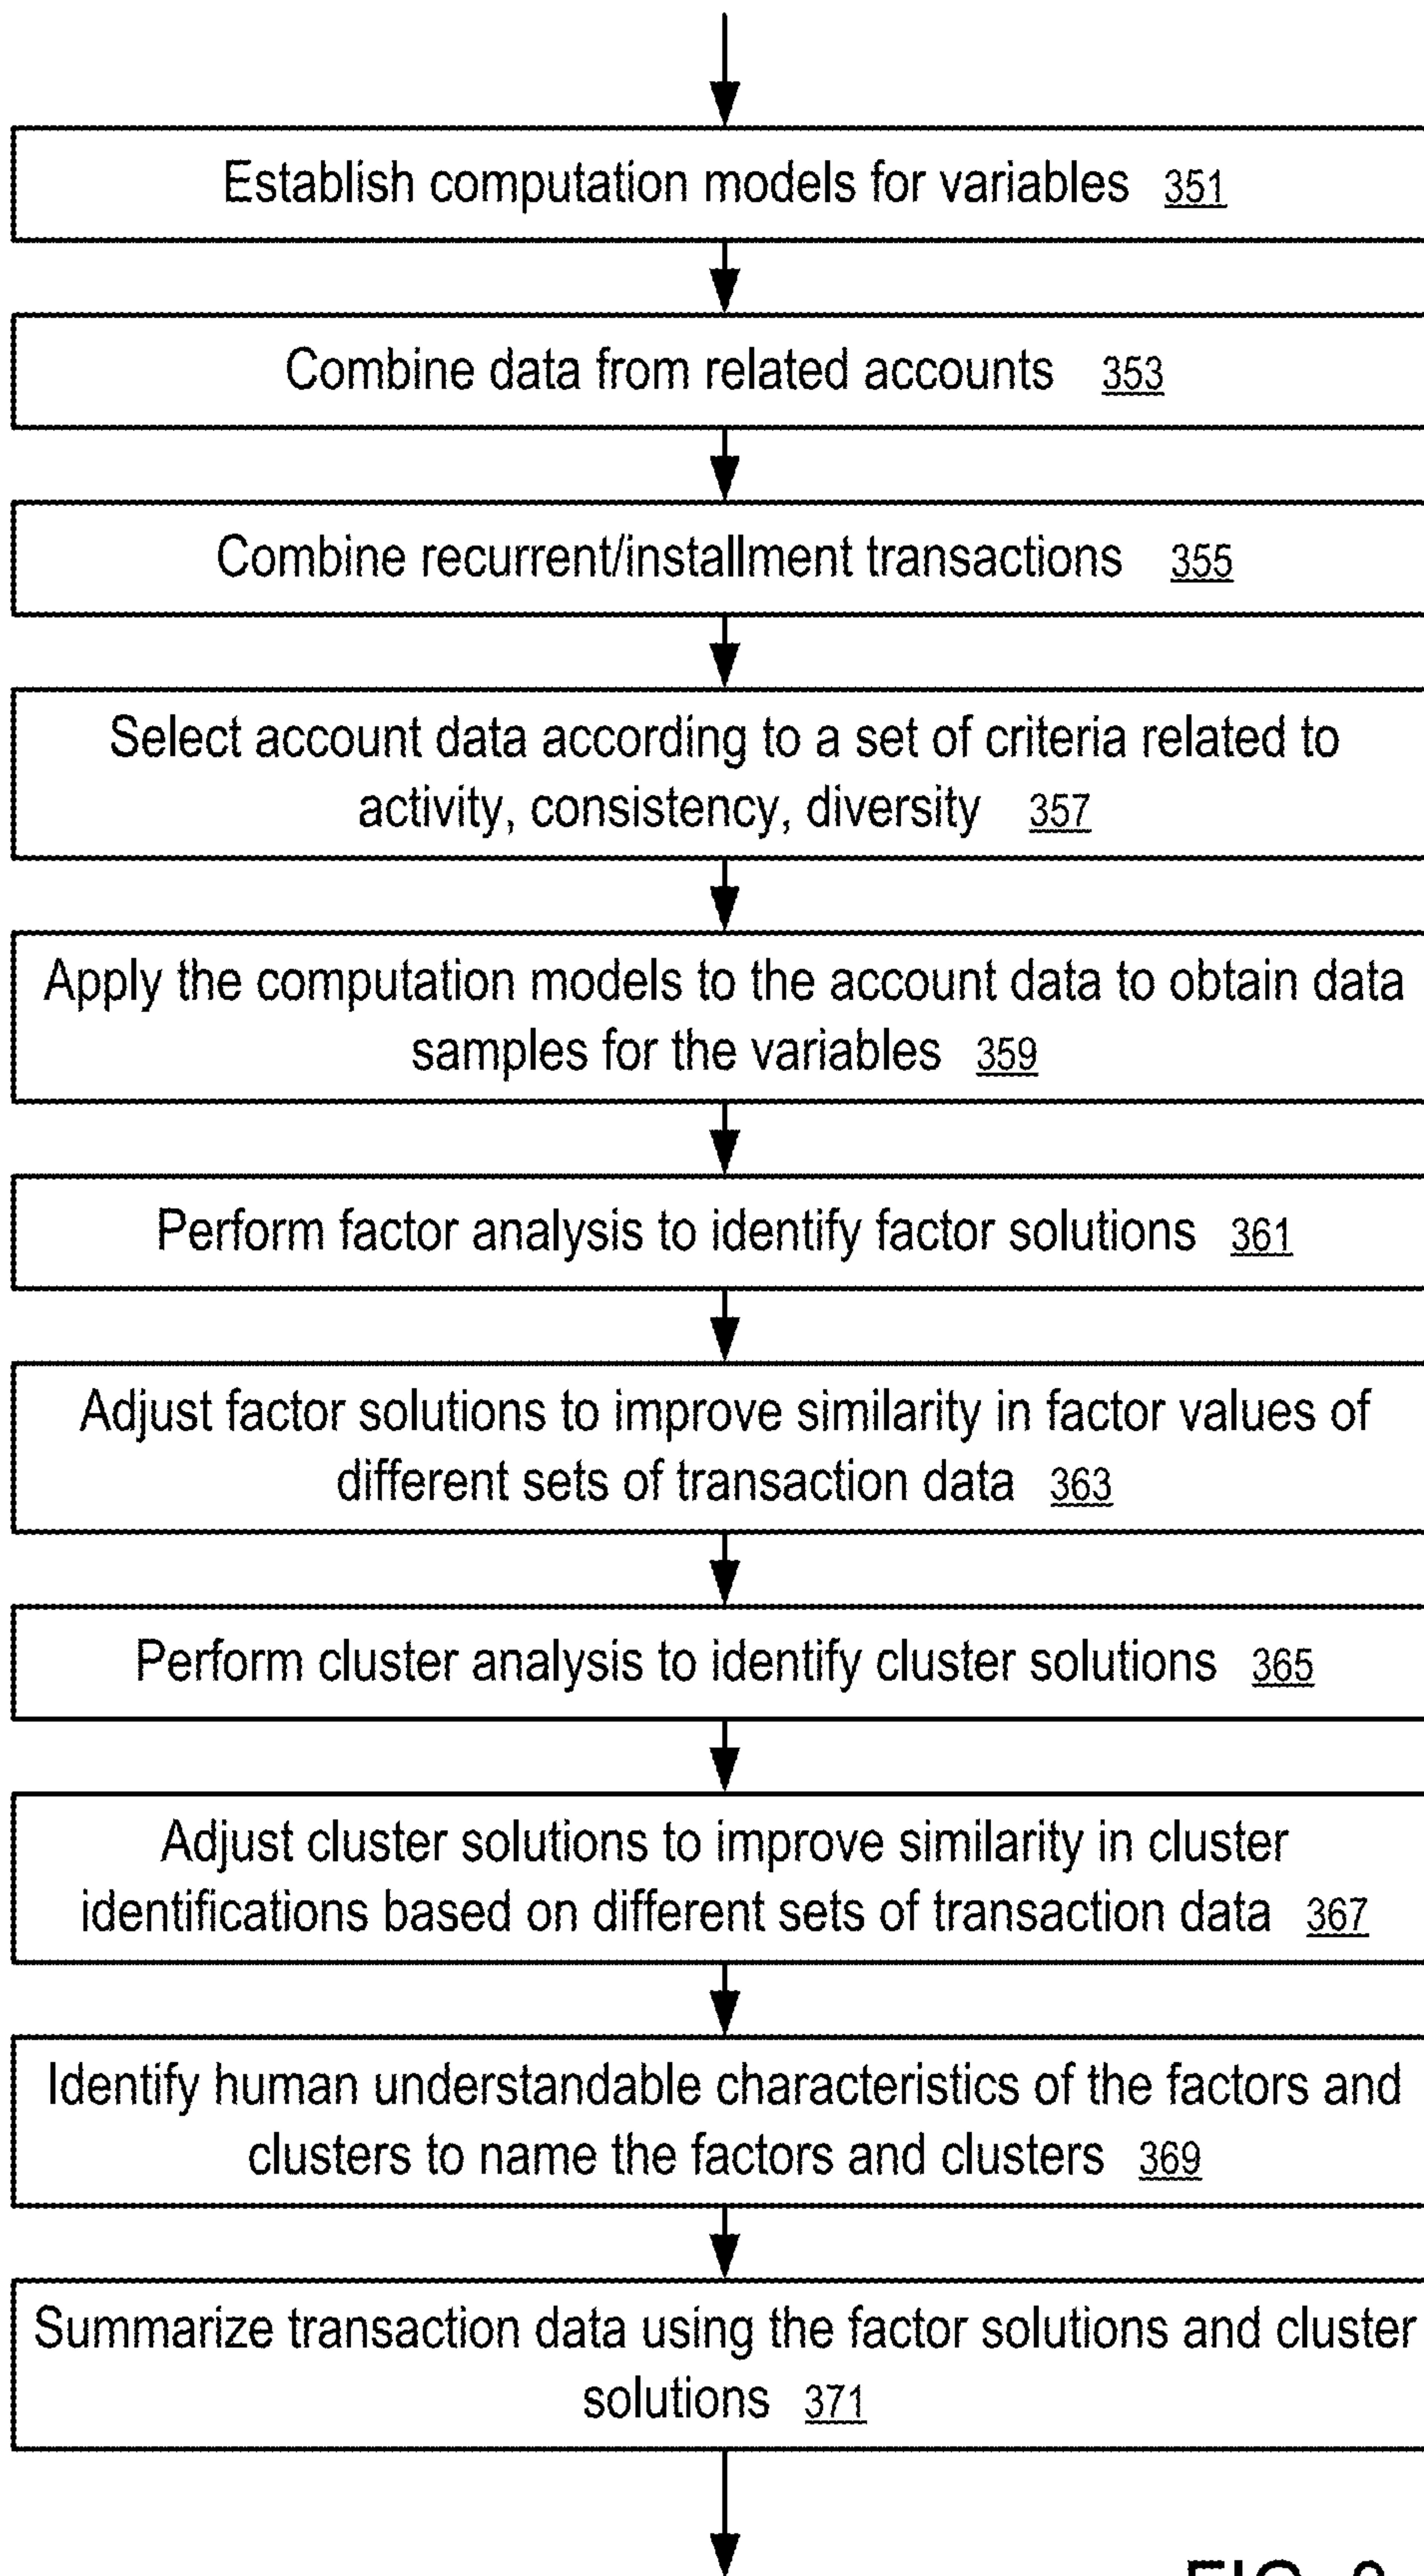 Establish computation models for variables 351
Combine data from related accounts 353
Combine recurrent/installment transactions 355
Select account data according to a set of criteria related to
activity, consistency, diversity 357
Apply the computation models to the account data to obtain data
samples for the variables 359
Perform factor analysis to identify factor solutions 361
Adjust factor solutions to improve similarity in factor values of
different sets of transaction data 363
Perform cluster analysis to identify cluster solutions 365
Adjust cluster solutions to improve similarity in cluster
identifications based on different sets of transaction data 367
Identify human understandable characteristics of the factors and
clusters to name the factors and clusters 369
Summarize transaction data using the factor solutions and cluster
solutions 371
FIG.